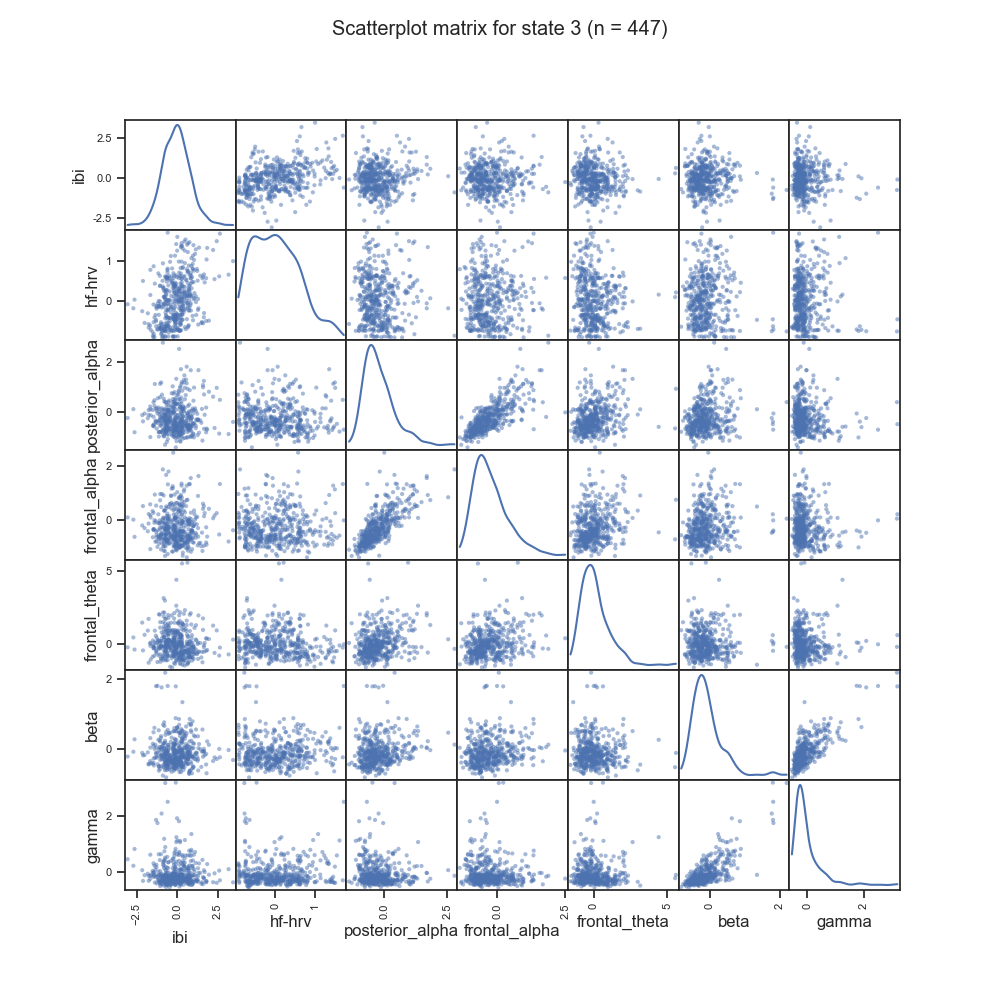 Scatterplot matrix for state 3 (n = 447)
ibi
2.5
0.0
-2.5
hf-hrv
1
0
posterior_alpha
2
0
frontal_alpha
2
0
frontal_theta
5
0
beta
2
0
gamma
2
0
−2.5 0.0 2.5 0 1 0.0 2.5 0.0 2.5 0 5 0 2 0 2
ibi hf-hrv posterior_alpha frontal_alpha frontal_theta beta gamma